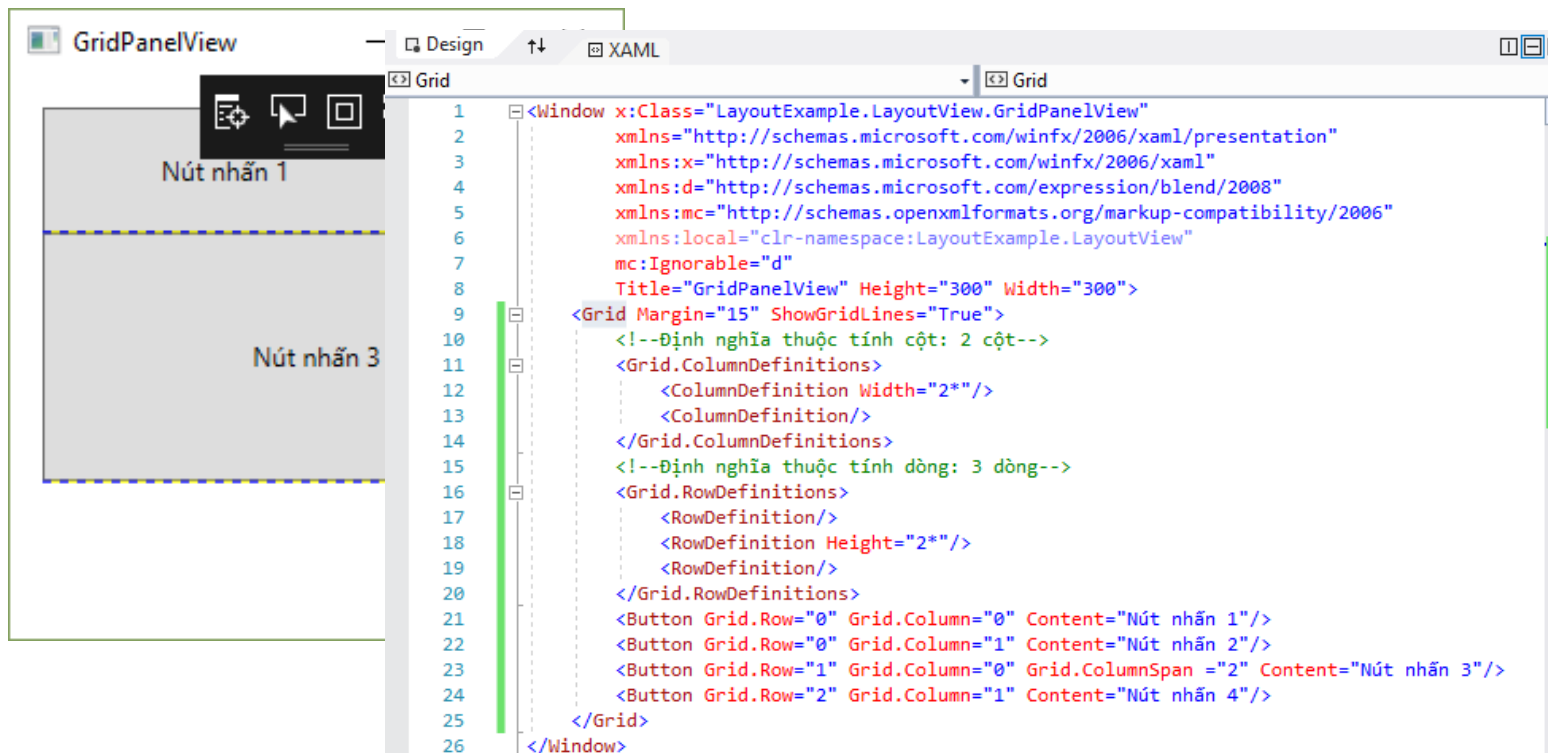 GridPanelView
Nút nhấn 1
Nút nhấn 3
Design
XAML
Grid
Grid
1 <Window x:Class="LayoutExample.LayoutView.GridPanelView"
2 xmlns="http://schemas.microsoft.com/winfx/2006/xaml/presentation"
3 xmlns:x="http://schemas.microsoft.com/winfx/2006/xaml"
4 xmlns:d="http://schemas.microsoft.com/expression/blend/2008"
5 xmlns:mc="http://schemas.openxmlformats.org/markup-compatibility/2006"
6 xmlns:local="clr-namespace:LayoutExample.LayoutView"
7 mc:Ignorable="d"
8 Title="GridPanelView" Height="300" Width="300">
9 <Grid Margin="15" ShowGridLines="True">
10 <!--Định nghĩa thuộc tính cột: 2 cột-->
11 <Grid.ColumnDefinitions>
12 <ColumnDefinition Width="2*"/>
13 <ColumnDefinition/>
14 </Grid.ColumnDefinitions>
15 <!--Định nghĩa thuộc tính dòng: 3 dòng-->
16 <Grid.RowDefinitions>
17 <RowDefinition/>
18 <RowDefinition Height="2*"/>
19 <RowDefinition/>
20 </Grid.RowDefinitions>
21 <Button Grid.Row="0" Grid.Column="0" Content="Nút nhấn 1"/>
22 <Button Grid.Row="0" Grid.Column="1" Content="Nút nhấn 2"/>
23 <Button Grid.Row="1" Grid.Column="0" Grid.ColumnSpan ="2" Content="Nút nhấn 3"/>
24 <Button Grid.Row="2" Grid.Column="1" Content="Nút nhấn 4"/>
25 </Grid>
26 </Window>